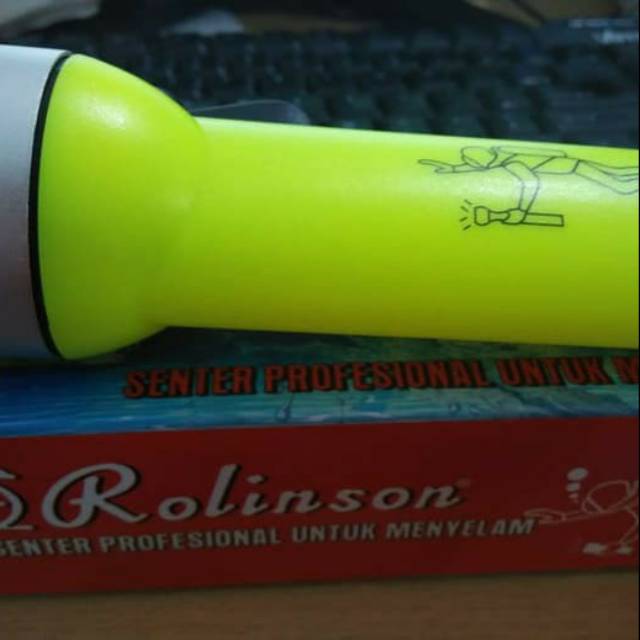 SENTER PROFESIONAL UNTUK M
Rolinson
SENTER PROFESIONAL UNTUK MENYELAM